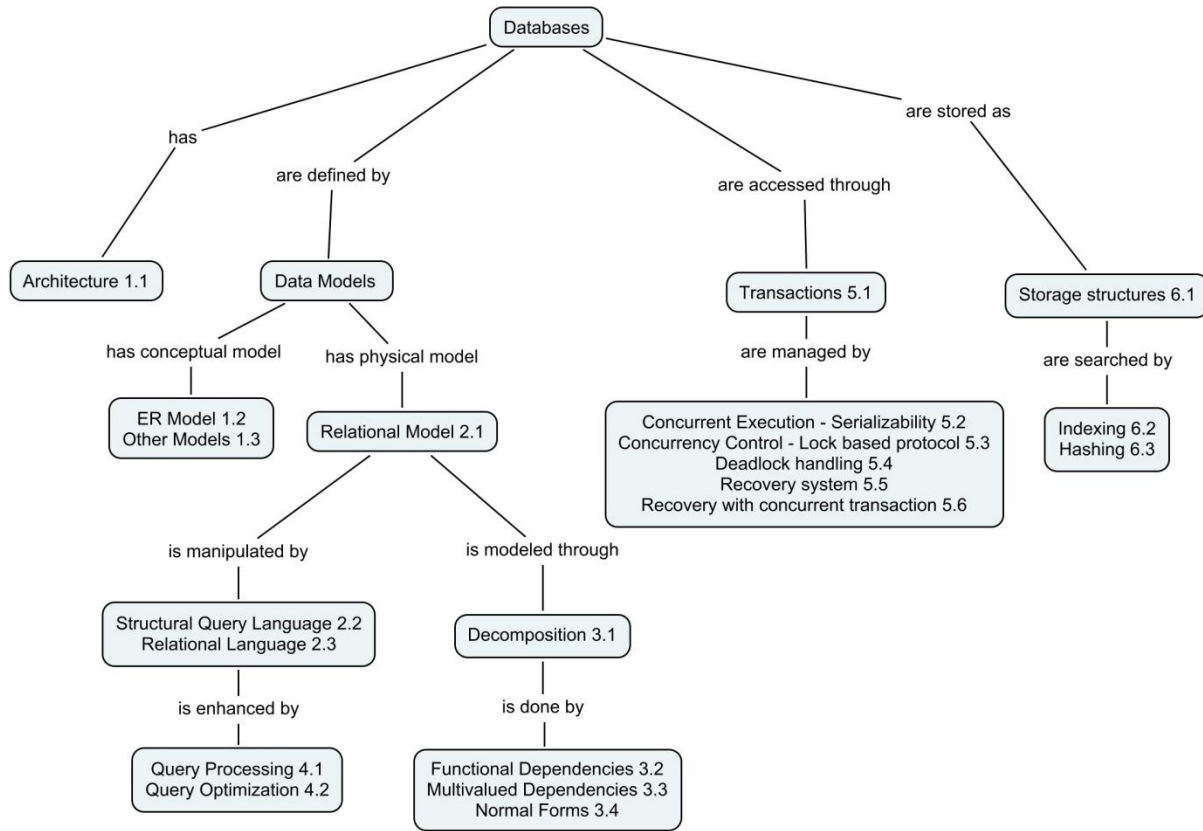 Databases
has
are defined by
are accessed through
are stored as
Architecture 1.1
Data Models
Transactions 5.1
Storage structures 6.1
has conceptual model
has physical model
are managed by
are searched by
ER Model 1.2
Other Models 1.3
Relational Model 2.1
Concurrent Execution - Serializability 5.2
Concurrency Control - Lock based protocol 5.3
Deadlock handling 5.4
Recovery system 5.5
Recovery with concurrent transaction 5.6
Indexing 6.2
Hashing 6.3
is manipulated by
is modeled through
Structural Query Language 2.2
Relational Language 2.3
Decomposition 3.1
is enhanced by
is done by
Query Processing 4.1
Query Optimization 4.2
Functional Dependencies 3.2
Multivalued Dependencies 3.3
Normal Forms 3.4